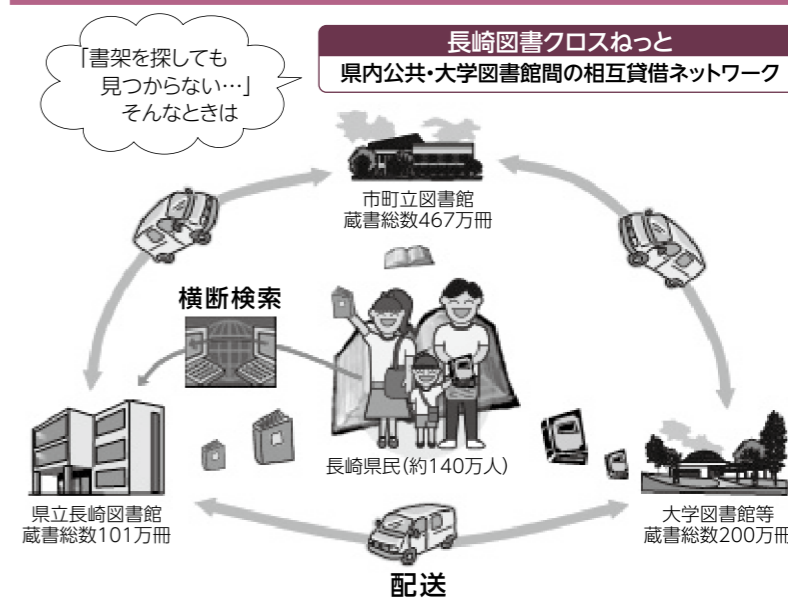 「書架を探しても
見つからない…」
そんなときは
長崎図書クロスねっと
県内公共・大学図書館間の相互貸借ネットワーク
市町立図書館
蔵書総数467万冊
横断検索
長崎県民(約140万人)
県立長崎図書館
蔵書総数101万冊
大学図書館等
蔵書総数200万冊
配送